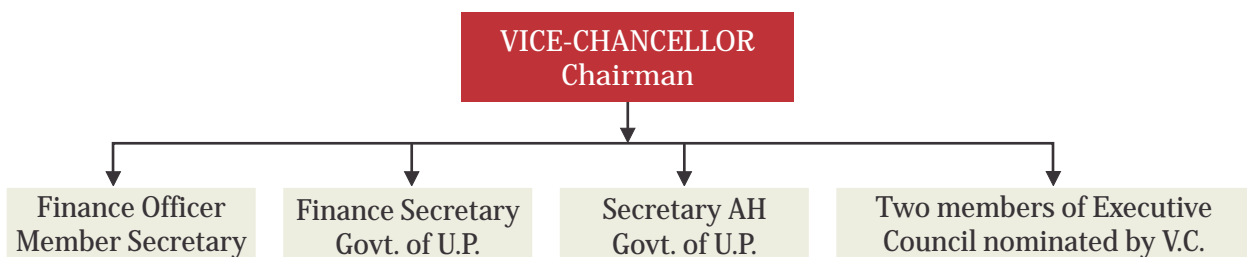 VICE-CHANCELLOR
Chairman
Finance Officer
Member Secretary
Finance Secretary
Govt. of U.P.
Secretary AH
Govt. of U.P.
Two members of Executive
Council nominated by V.C.